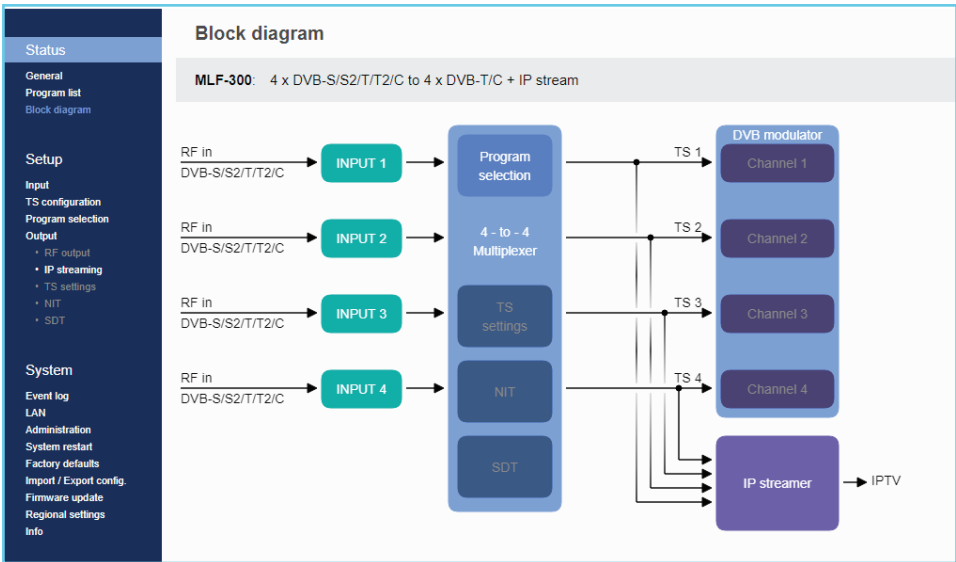 Status
General
Program list
Block diagram
Setup
Input
TS configuration
Program selection
Output
• RF output
• IP streaming
• TS settings
• NIT
• SDT
System
Event log
LAN
Administration
System restart
Factory defaults
Import / Export config.
Firmware update
Regional settings
Info
Block diagram
MLF-300: 4 x DVB-S/S2/T/T2/C to 4 x DVB-T/C + IP stream
RF in
DVB-S/S2/T/T2/C
INPUT 1
RF in
DVB-S/S2/T/T2/C
INPUT 2
RF in
DVB-S/S2/T/T2/C
INPUT 3
RF in
DVB-S/S2/T/T2/C
INPUT 4
Program
selection
4 - to - 4
Multiplexer
TS
settings
NIT
SDT
TS 1
TS 2
TS 3
TS 4
DVB modulator
Channel 1
Channel 2
Channel 3
Channel 4
IP streamer
IPTV